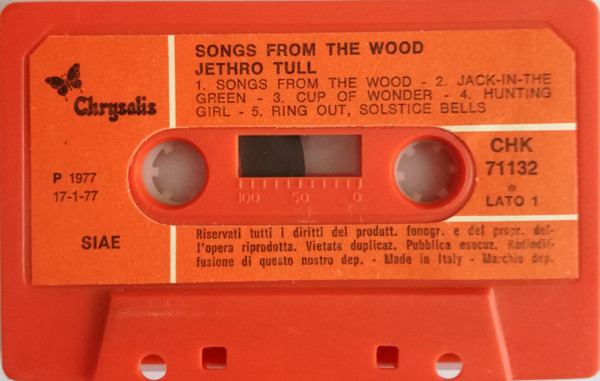 SONGS FROM THE WOOD
JETHRO TULL
1. SONGS FROM THE WOOD - 2. JACK-IN-THE
GREEN - 3. CUP OF WONDER - 4. HUNTING
GIRL - 5. RING OUT, SOLSTICE BELLS
Chrysalis
CHK
71132
*
LATO 1
P 1977
17-1-77
SIAE
100 50 0
Riservati tutti i diritti del produtt. fonogr. e del propr. del-
l'opera riprodotta. Vietata duplicaz. Pubblica esecuz. Radiodif-
fusione di questo nostro dep. - Made in Italy - Marchio dep.